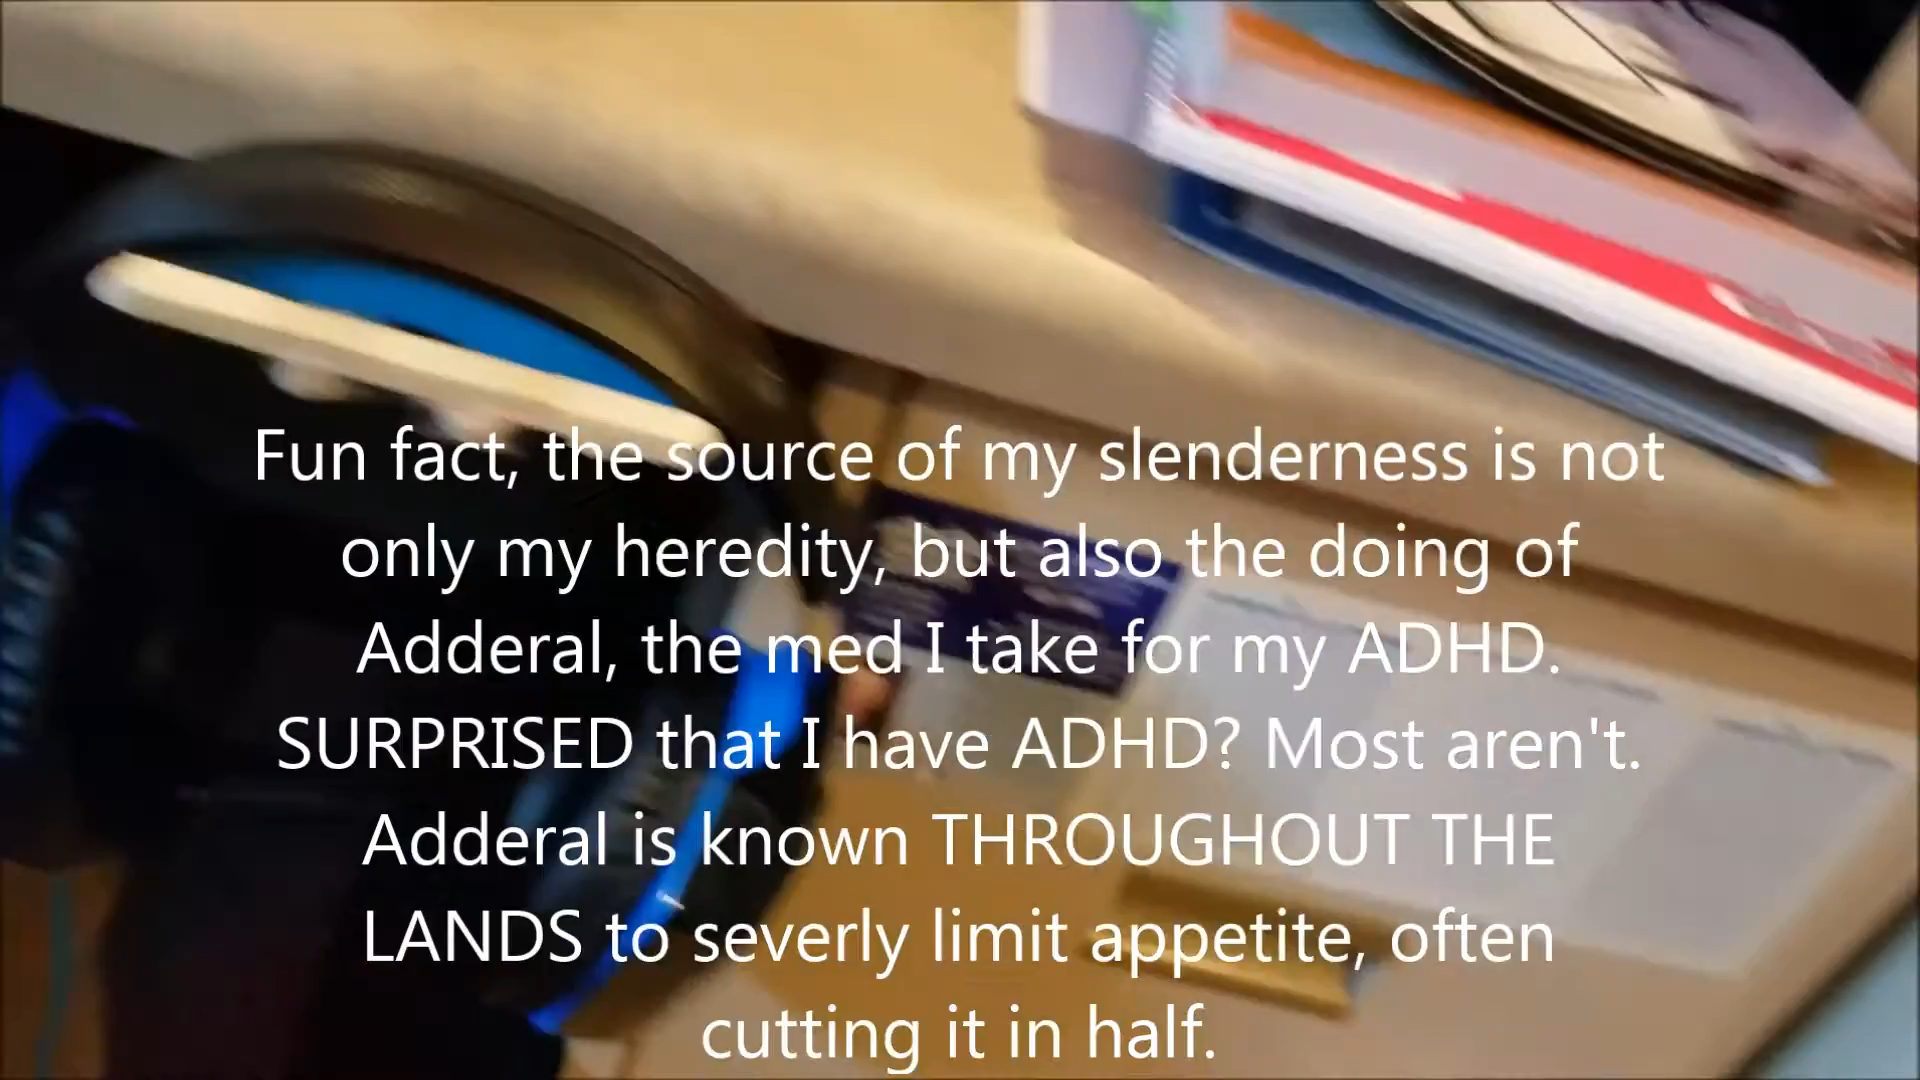 Fun fact, the source of my slenderness is not
only my heredity, but also the doing of
Adderal, the med I take for my ADHD.
SURPRISED that I have ADHD? Most aren't.
Adderal is known THROUGHOUT THE
LANDS to severly limit appetite, often
cutting it in half.